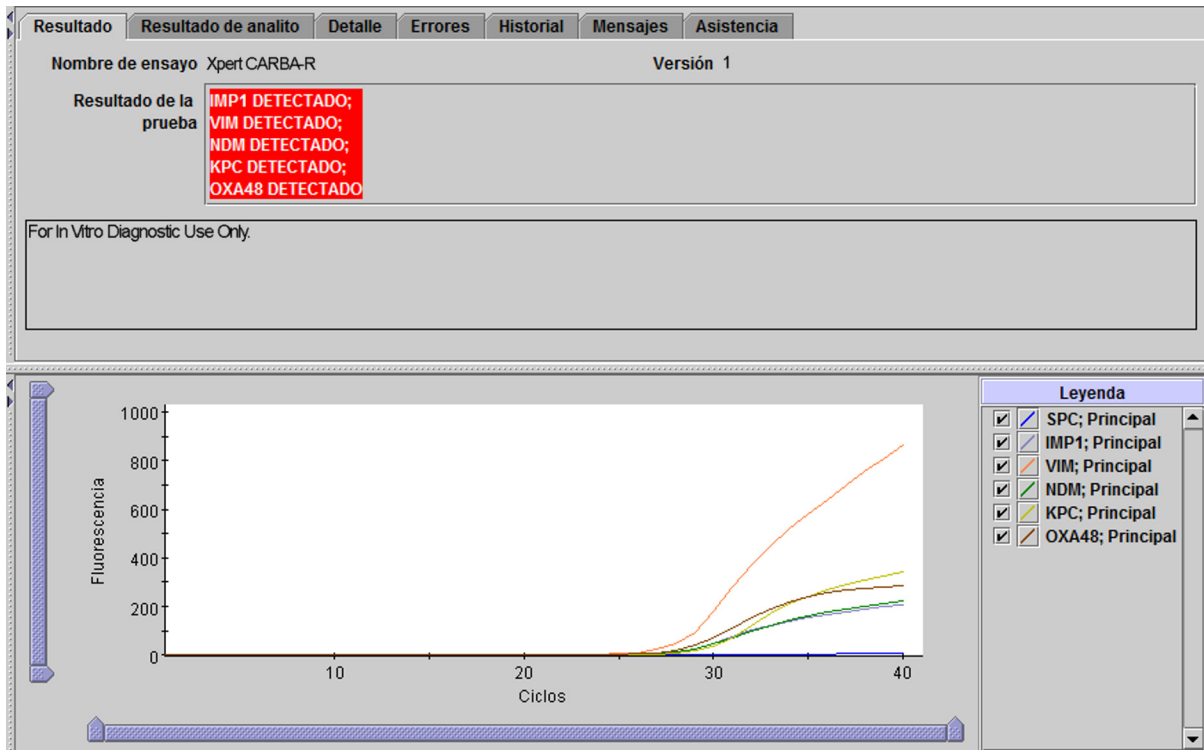 Resultado Resultado de analito Detalle Errores Historial Mensajes Asistencia
Nombre de ensayo Xpert CARBA-R Versión 1
Resultado de la prueba
IMP1 DETECTADO;
VIM DETECTADO;
NDM DETECTADO;
KPC DETECTADO;
OXA48 DETECTADO
For In Vitro Diagnostic Use Only.
Leyenda
SPC; Principal
IMP1; Principal
VIM; Principal
NDM; Principal
KPC; Principal
OXA48; Principal
Fluorescencia
1000
800
600
400
200
0
10 20 30 40
Ciclos